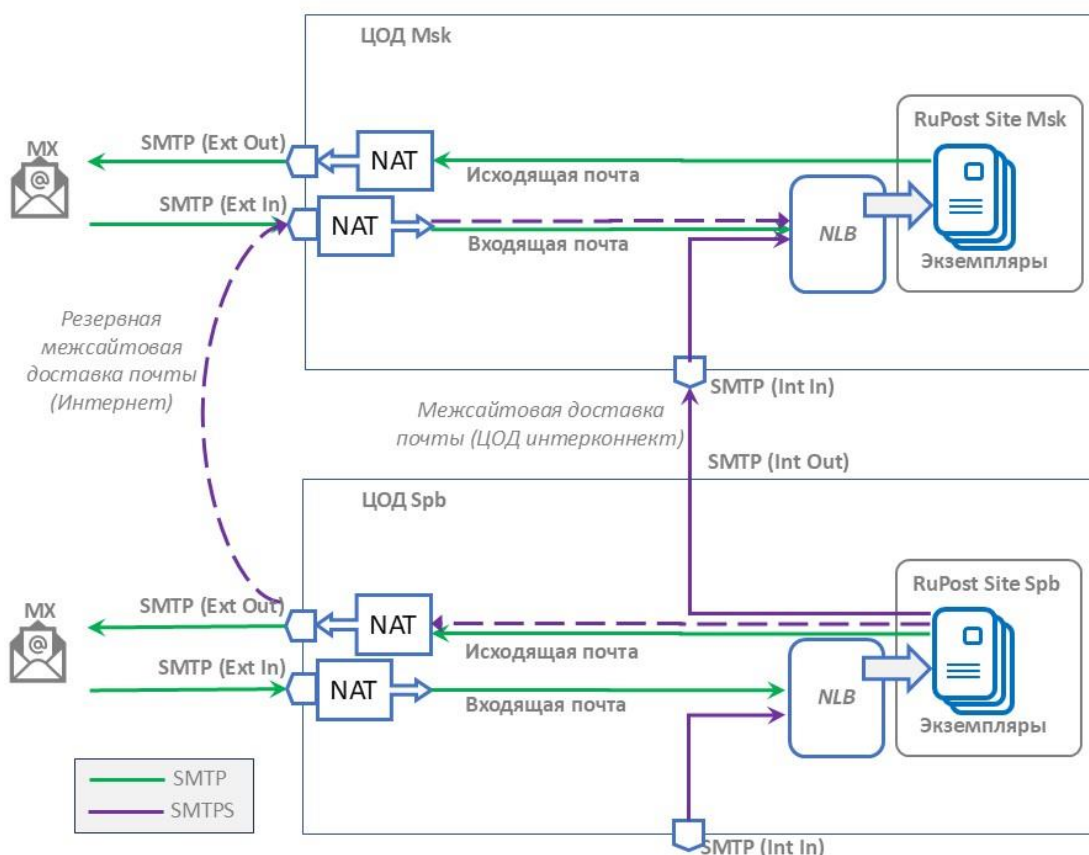 ЦОД Msk
RuPost Site Msk
MX
SMTP (Ext Out)
NAT
Исходящая почта
SMTP (Ext In)
NAT
Входящая почта
NLB
Экземпляры
Резервная
межсайтовая
доставка почты
(Интернет)
SMTP (Int In)
Межсайтовая доставка
почты (ЦОД интерконнект)
SMTP (Int Out)
ЦОД Spb
RuPost Site Spb
MX
SMTP (Ext Out)
NAT
Исходящая почта
SMTP (Ext In)
NAT
Входящая почта
NLB
Экземпляры
SMTP
SMTPS
SMTP (Int In)